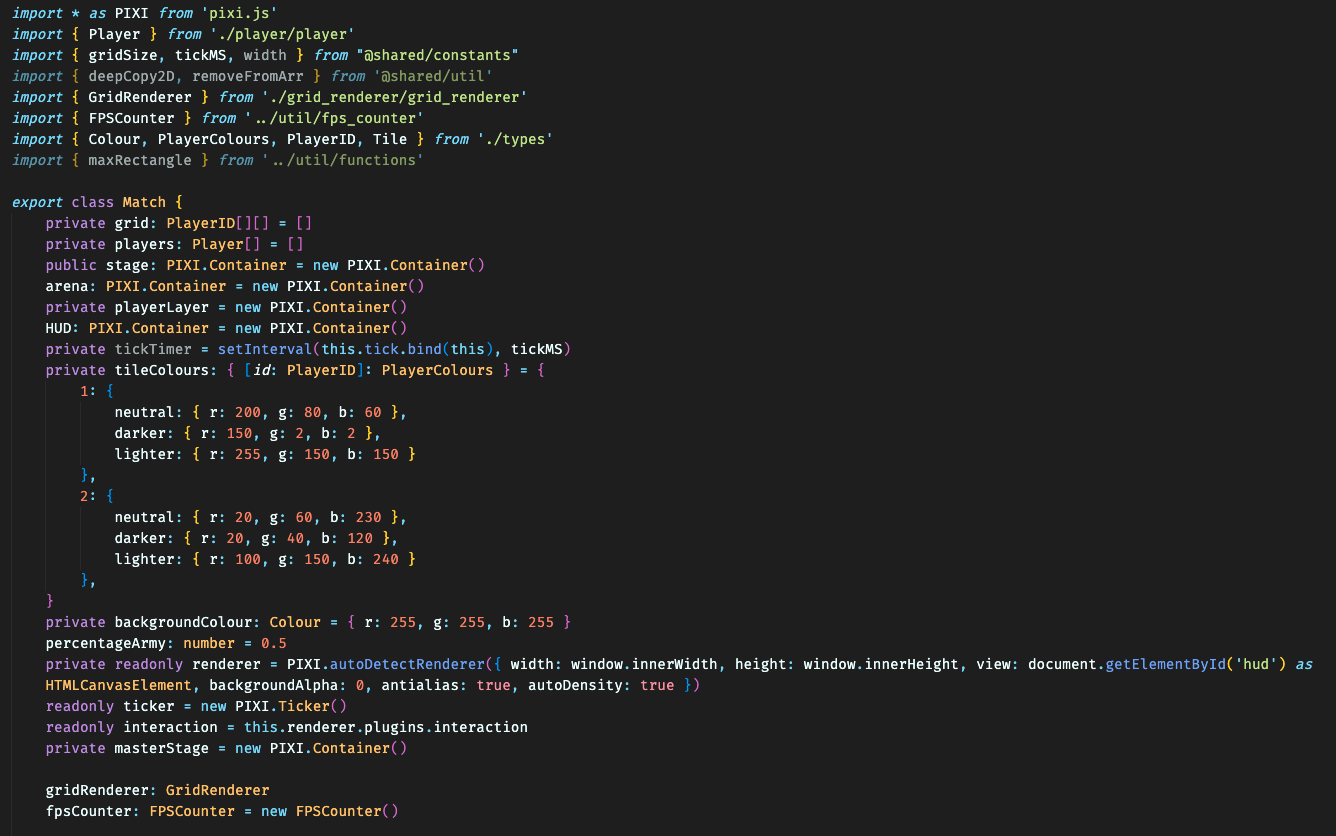 import * as PIXI from 'pixi.js'
import { Player } from './player/player'
import { gridSize, tickMS, width } from "@shared/constants"
import { deepCopy2D, removeFromArr } from '@shared/util'
import { GridRenderer } from './grid_renderer/grid_renderer'
import { FPSCounter } from '../util/fps_counter'
import { Colour, PlayerColours, PlayerID, Tile } from './types'
import { maxRectangle } from '../util/functions'
export class Match {
private grid: PlayerID[][] = []
private players: Player[] = []
public stage: PIXI.Container = new PIXI.Container()
arena: PIXI.Container = new PIXI.Container()
private playerLayer = new PIXI.Container()
HUD: PIXI.Container = new PIXI.Container()
private tickTimer = setInterval(this.tick.bind(this), tickMS)
private tileColours: { [id: PlayerID]: PlayerColours } = {
1: {
neutral: { r: 200, g: 80, b: 60 },
darker: { r: 150, g: 2, b: 2 },
lighter: { r: 255, g: 150, b: 150 }
},
2: {
neutral: { r: 20, g: 60, b: 230 },
darker: { r: 20, g: 40, b: 120 },
lighter: { r: 100, g: 150, b: 240 }
},
}
private backgroundColour: Colour = { r: 255, g: 255, b: 255 }
percentageArmy: number = 0.5
private readonly renderer = PIXI.autoDetectRenderer({ width: window.innerWidth, height: window.innerHeight, view: document.getElementById('hud') as
HTMLCanvasElement, backgroundAlpha: 0, antialias: true, autoDensity: true })
readonly ticker = new PIXI.Ticker()
readonly interaction = this.renderer.plugins.interaction
private masterStage = new PIXI.Container()
gridRenderer: GridRenderer
fpsCounter: FPSCounter = new FPSCounter()